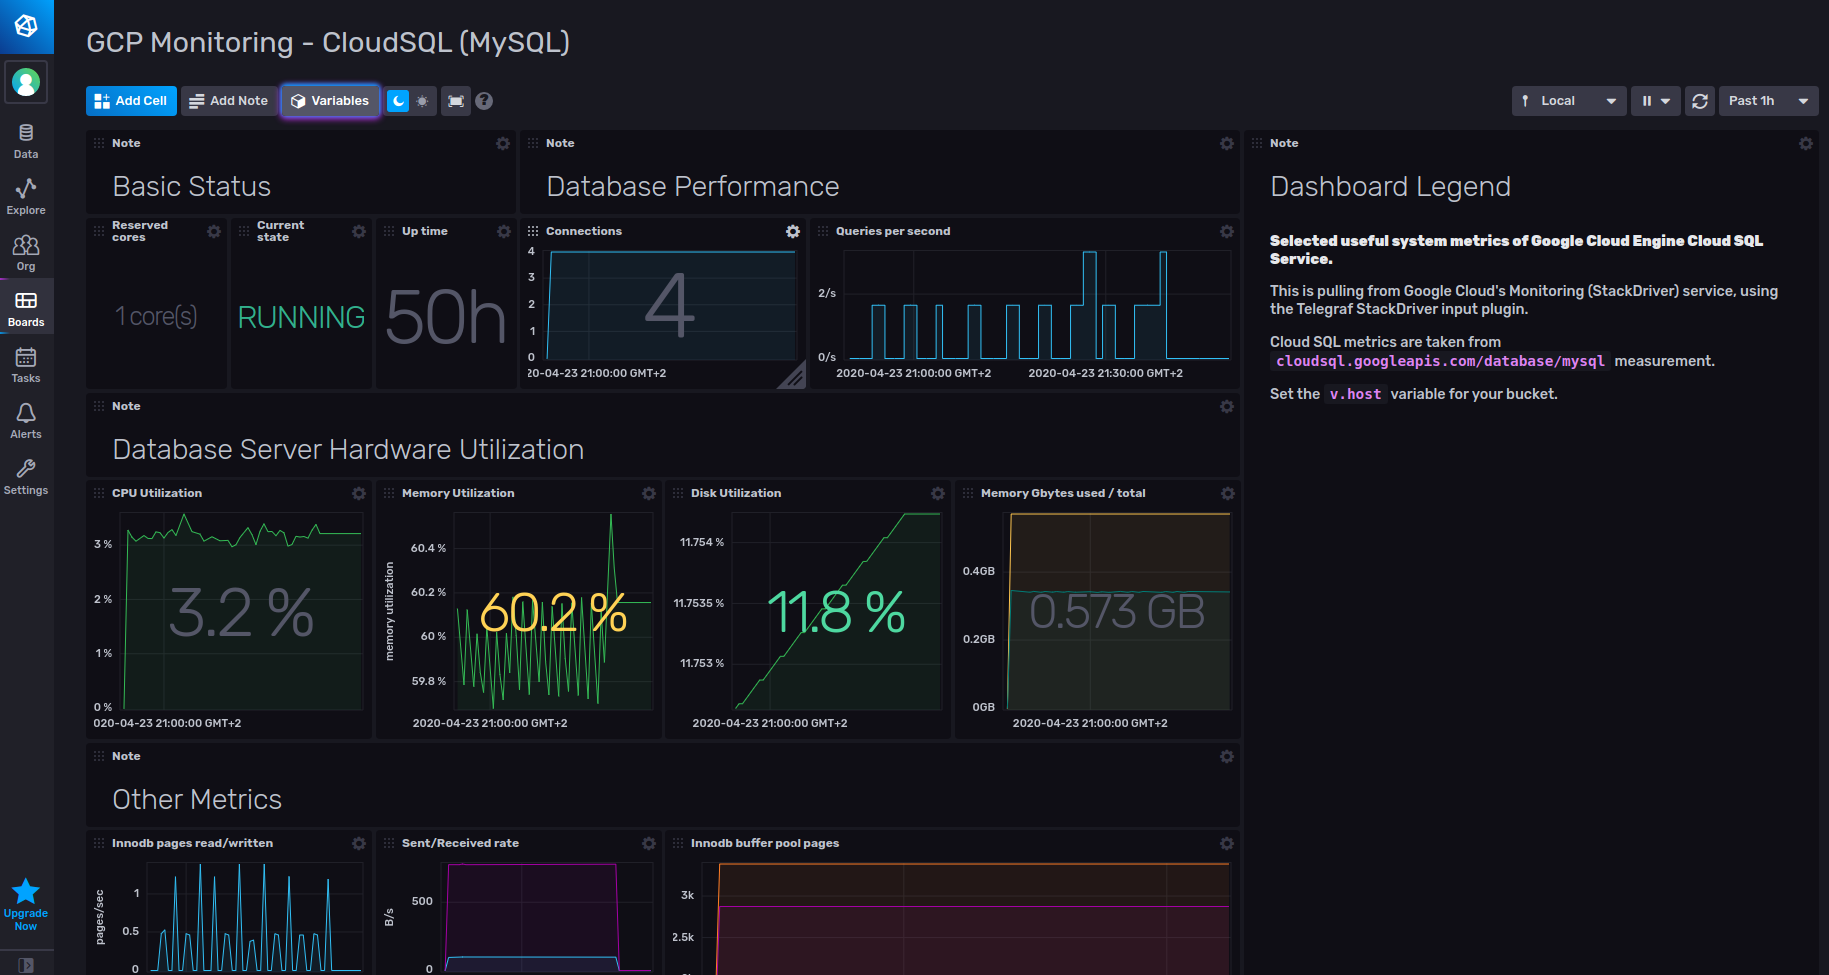 GCP Monitoring - CloudSQL (MySQL)
Add Cell
Add Note
Variables
?
Local
Past 1h
Data
Explore
Org
Boards
Tasks
Alerts
Settings
Upgrade
Now
Note
Basic Status
Note
Database Performance
Note
Dashboard Legend
Selected useful system metrics of Google Cloud Engine Cloud SQL
Service.
This is pulling from Google Cloud's Monitoring (StackDriver) service, using
the Telegraf StackDriver input plugin.
Cloud SQL metrics are taken from
cloudsql.googleapis.com/database/mysql measurement.
Set the v.host variable for your bucket.
Reserved
cores
1 core(s)
Current
state
RUNNING
Up time
50h
Connections
4
3
2
1
0
4
20-04-23 21:00:00 GMT+2
Queries per second
2/s
0/s
2020-04-23 21:00:00 GMT+2
2020-04-23 21:30:00 GMT+2
Note
Database Server Hardware Utilization
CPU Utilization
3 %
2 %
1 %
0 %
3.2 %
020-04-23 21:00:00 GMT+2
Memory Utilization
memory utilization
60.4 %
60.2 %
60 %
59.8 %
60.2 %
2020-04-23 21:00:00 GMT+2
Disk Utilization
11.754 %
11.7535 %
11.753 %
11.8 %
2020-04-23 21:00:00 GMT+2
Memory Gbytes used / total
0.4GB
0.2GB
0GB
0.573 GB
2020-04-23 21:00:00 GMT+2
Note
Other Metrics
Innodb pages read/written
pages/sec
1
0.5
0
Sent/Received rate
B/s
500
0
Innodb buffer pool pages
3k
2.5k